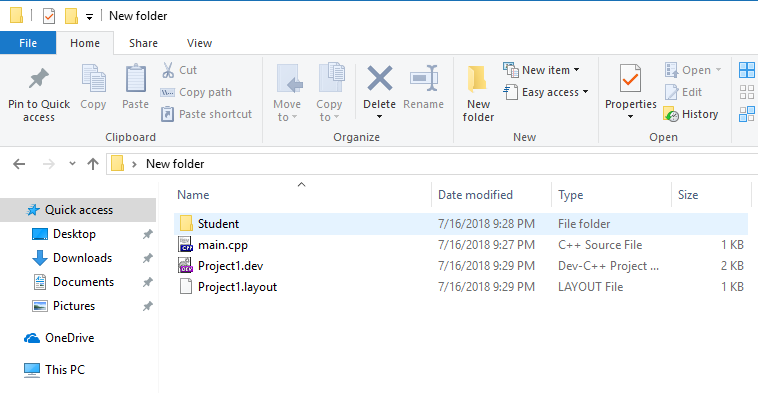 New folder
File Home Share View
Pin to Quick access
Copy
Paste
Cut
Copy path
Paste shortcut
Clipboard
Move to
Copy to
Delete
Rename
Organize
New folder
New item
Easy access
New
Properties
Open
Edit
History
Open
New folder
Name Date modified Type Size
Quick access
Desktop
Downloads
Documents
Pictures
OneDrive
This PC
Student 7/16/2018 9:28 PM File folder
CPP
main.cpp 7/16/2018 9:27 PM C++ Source File 1 KB
DEV
Project1.dev 7/16/2018 9:29 PM Dev-C++ Project ... 2 KB
Project1.layout 7/16/2018 9:29 PM LAYOUT File 1 KB